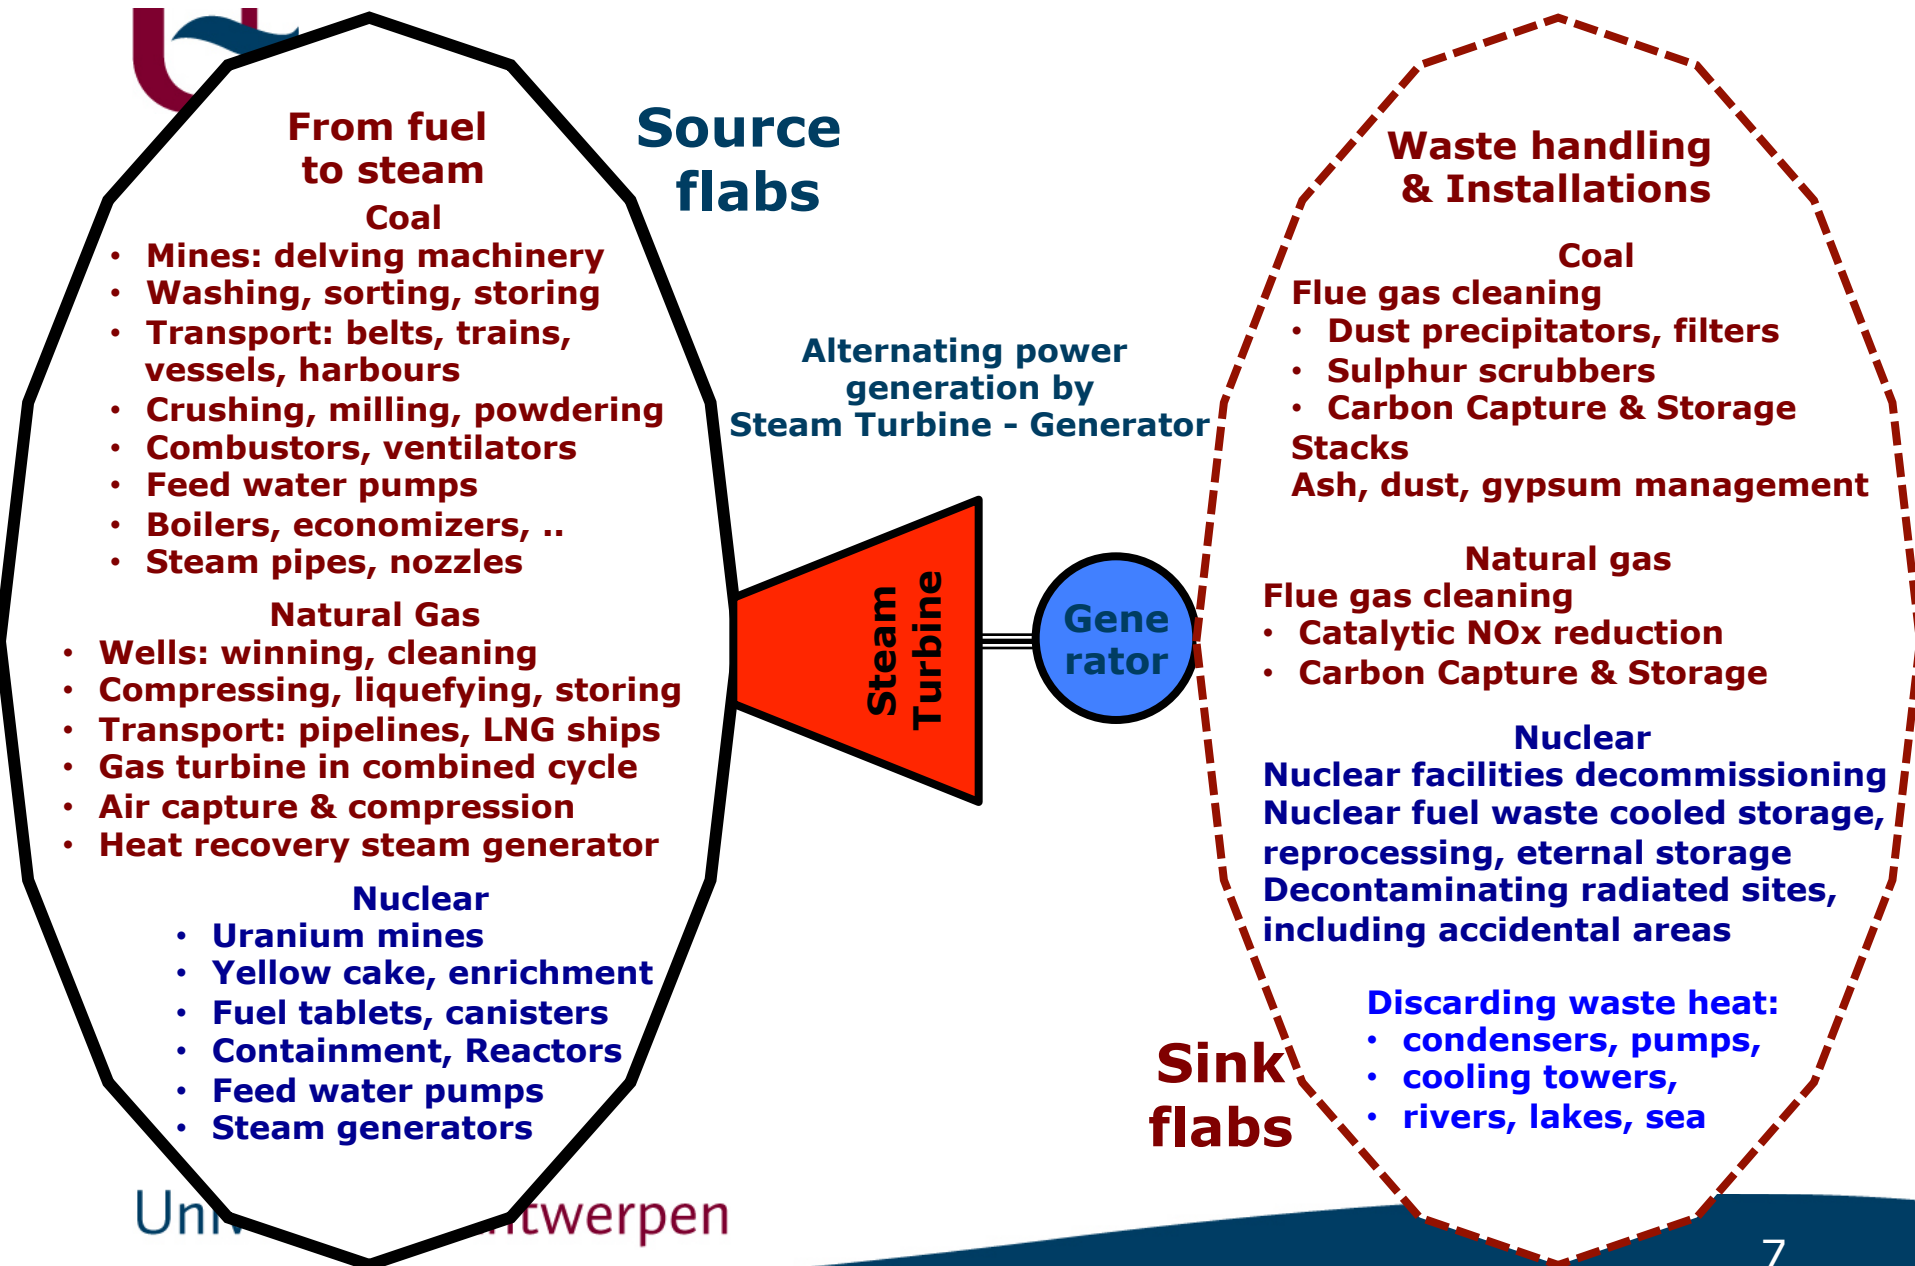 From fuel
to steam
Coal
• Mines: delving machinery
• Washing, sorting, storing
• Transport: belts, trains,
vessels, harbours
• Crushing, milling, powdering
• Combustors, ventilators
• Feed water pumps
• Boilers, economizers, ..
• Steam pipes, nozzles
Natural Gas
• Wells: winning, cleaning
• Compressing, liquefying, storing
• Transport: pipelines, LNG ships
• Gas turbine in combined cycle
• Air capture & compression
• Heat recovery steam generator
Nuclear
• Uranium mines
• Yellow cake, enrichment
• Fuel tablets, canisters
• Containment, Reactors
• Feed water pumps
• Steam generators
Source
flabs
Alternating power
generation by
Steam Turbine - Generator
Steam
Turbine
Gene
rator
Sink
flabs
Waste handling
& Installations
Coal
Flue gas cleaning
• Dust precipitators, filters
• Sulphur scrubbers
• Carbon Capture & Storage
Stacks
Ash, dust, gypsum management
Natural gas
Flue gas cleaning
• Catalytic NOx reduction
• Carbon Capture & Storage
Nuclear
Nuclear facilities decommissioning
Nuclear fuel waste cooled storage,
reprocessing, eternal storage
Decontaminating radiated sites,
including accidental areas
Discarding waste heat:
• condensers, pumps,
• cooling towers,
• rivers, lakes, sea
7